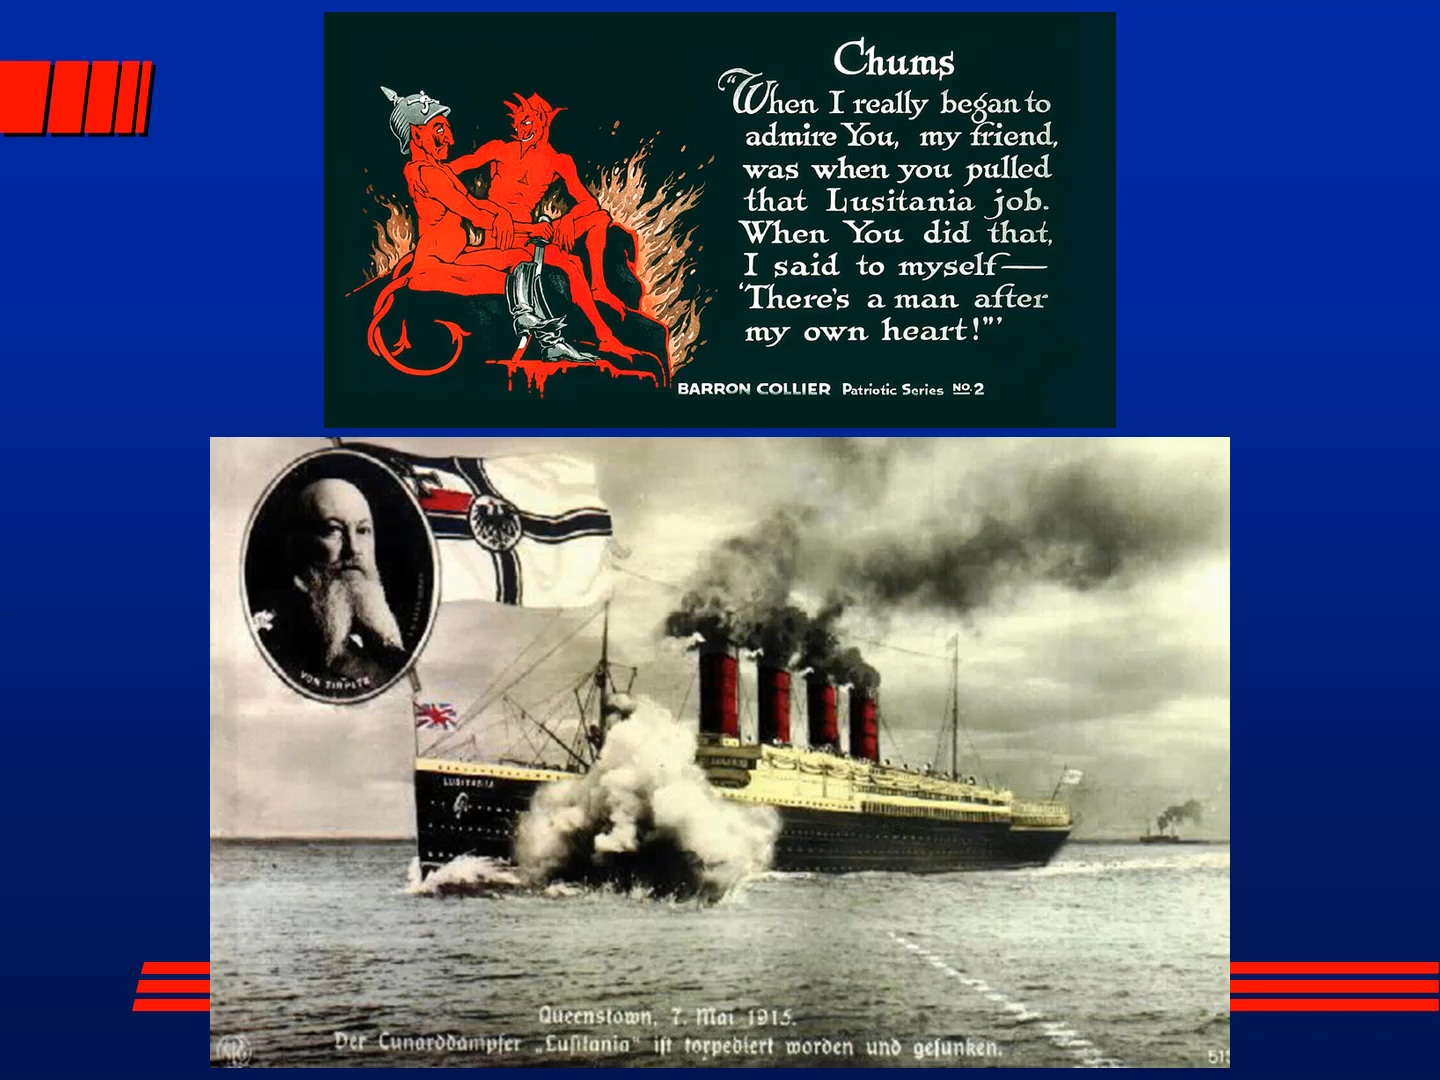 Chums
“When I really began to
admire You, my friend,
was when you pulled
that Lusitania job.
When You did that,
I said to myself—
‘There's a man after
my own heart!’”
BARRON COLLIER Patriotic Series NO. 2
VON TIRPITZ
LUSITANIA
Queenstown, 7. Mai 1915.
Der Cunarddampfer „Lusitania“ ist torpediert worden und gesunken.